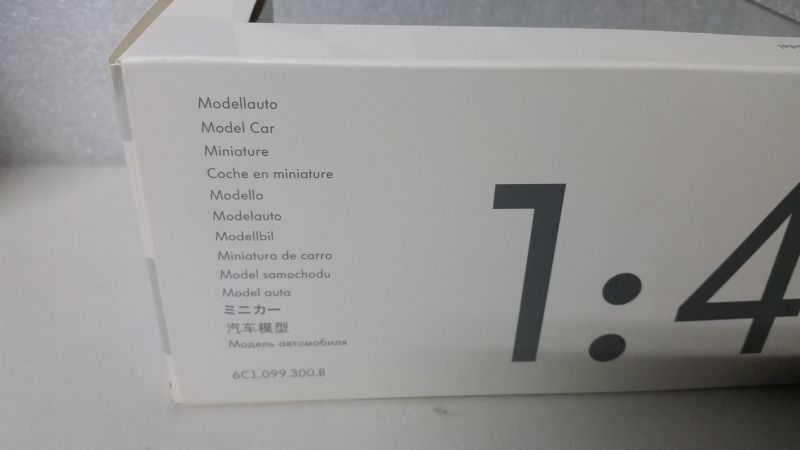 Modellauto
Model Car
Miniature
Coche en miniature
Modello
Modelauto
Modellbil
Miniatura de carro
Model samochodu
Model auta
ミニカー
汽车模型
Модель автомобиля
6C1.099.300.B
1:4